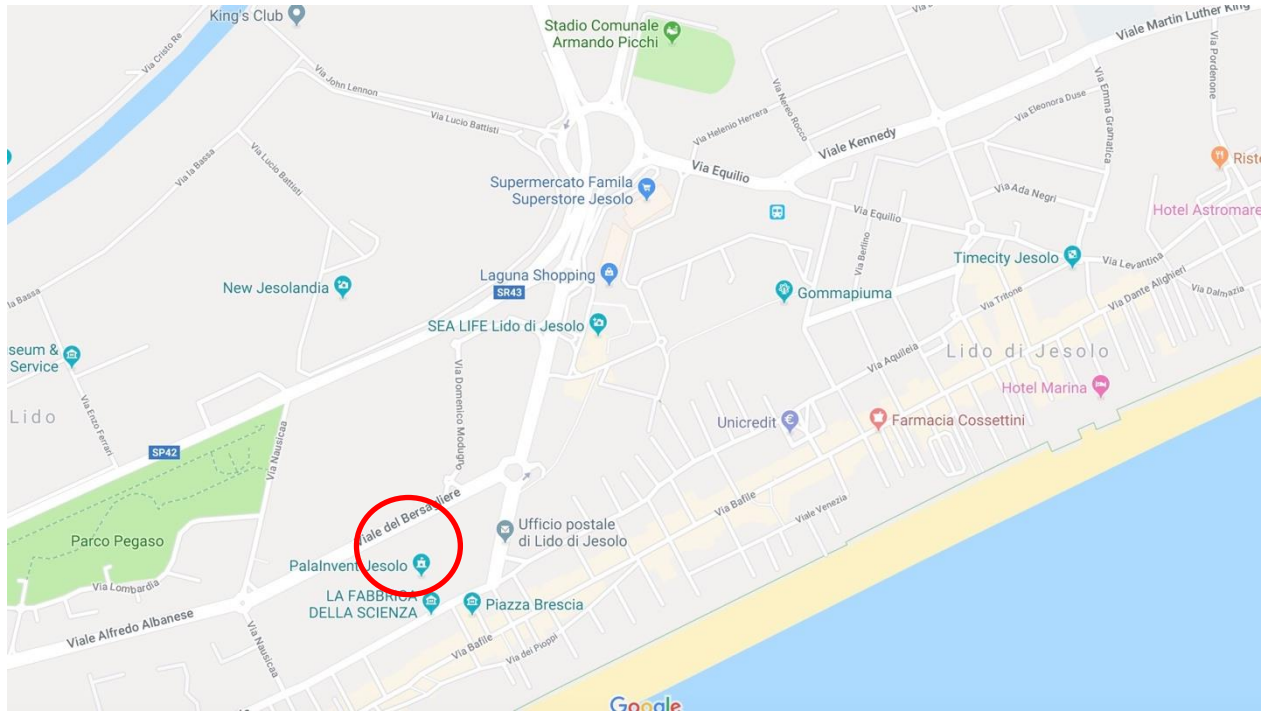 King's Club
Stadio Comunale
Armando Picchi
Viale Martin Luther King
Via Cristo Re
Via John Lennon
Via Pordenone
Via Lucio Battisti
Via Nereo Rocco
Via Helenio Herrera
Via Eleonora Duse
Via Emma Gramatica
Viale Kennedy
Via Equilio
Via la Bassa
Via Lucio Battisti
Supermercato Famila
Superstore Jesolo
Via Ada Negri
Via Equilio
Hotel Astromare
Via Berlino
Timecity Jesolo
Via Levantina
Via Dante Alighieri
Via Dalmazia
Laguna Shopping
New Jesolandia
SR43
Gommapiuma
Via Tritone
la Bassa
SEA LIFE Lido di Jesolo
seum &
Service
Via Aquileia
Lido di Jesolo
Via Domenico Modugno
Hotel Marina
Lido
Via Enzo Ferrari
Unicredit
Farmacia Cossettini
SP42
Via Nausicaa
Viale del Bersagliere
Via Bafile
Viale Venezia
Ufficio postale
di Lido di Jesolo
Parco Pegaso
PalaInvent Jesolo
Via Lombardia
LA FABBRICA
DELLA SCIENZA
Piazza Brescia
Viale Alfredo Albanese
Via Nausicaa
Via Bafile
Via dei Pioppi
Google